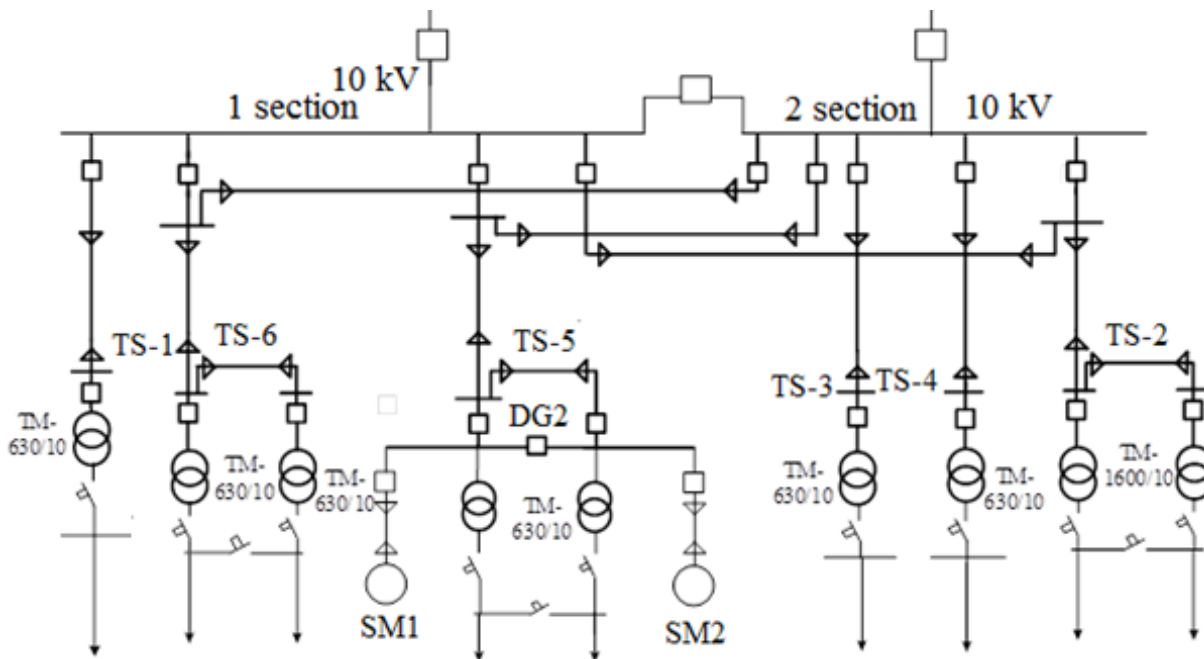 10 kV
1 section
2 section
10 kV
TS-1
TS-6
TS-5
TS-2
TS-3
TS-4
DG2
TM-
630/10
TM-
630/10
TM-
630/10
TM-
630/10
TM-
630/10
TM-
630/10
TM-
1600/10
SM1
SM2